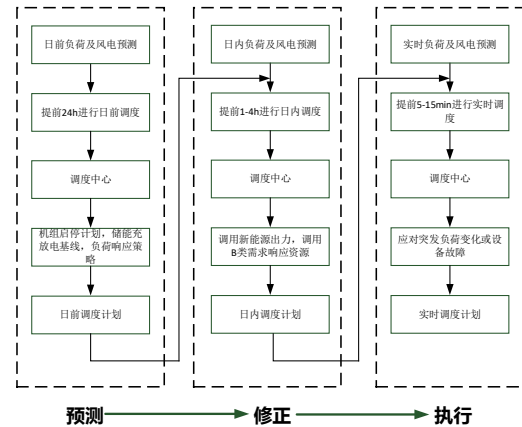 日前负荷及风电预测
提前24h进行日前调度
调度中心
机组启停计划，储能充
放电基线，负荷响应策
略
日前调度计划
日内负荷及风电预测
提前1-4h进行日内调度
调度中心
调用新能源出力，调用
B类需求响应资源
日内调度计划
实时负荷及风电预测
提前5-15min进行实时调
度
调度中心
应对突发负荷变化或设
备故障
实时调度计划
预测
修正
执行